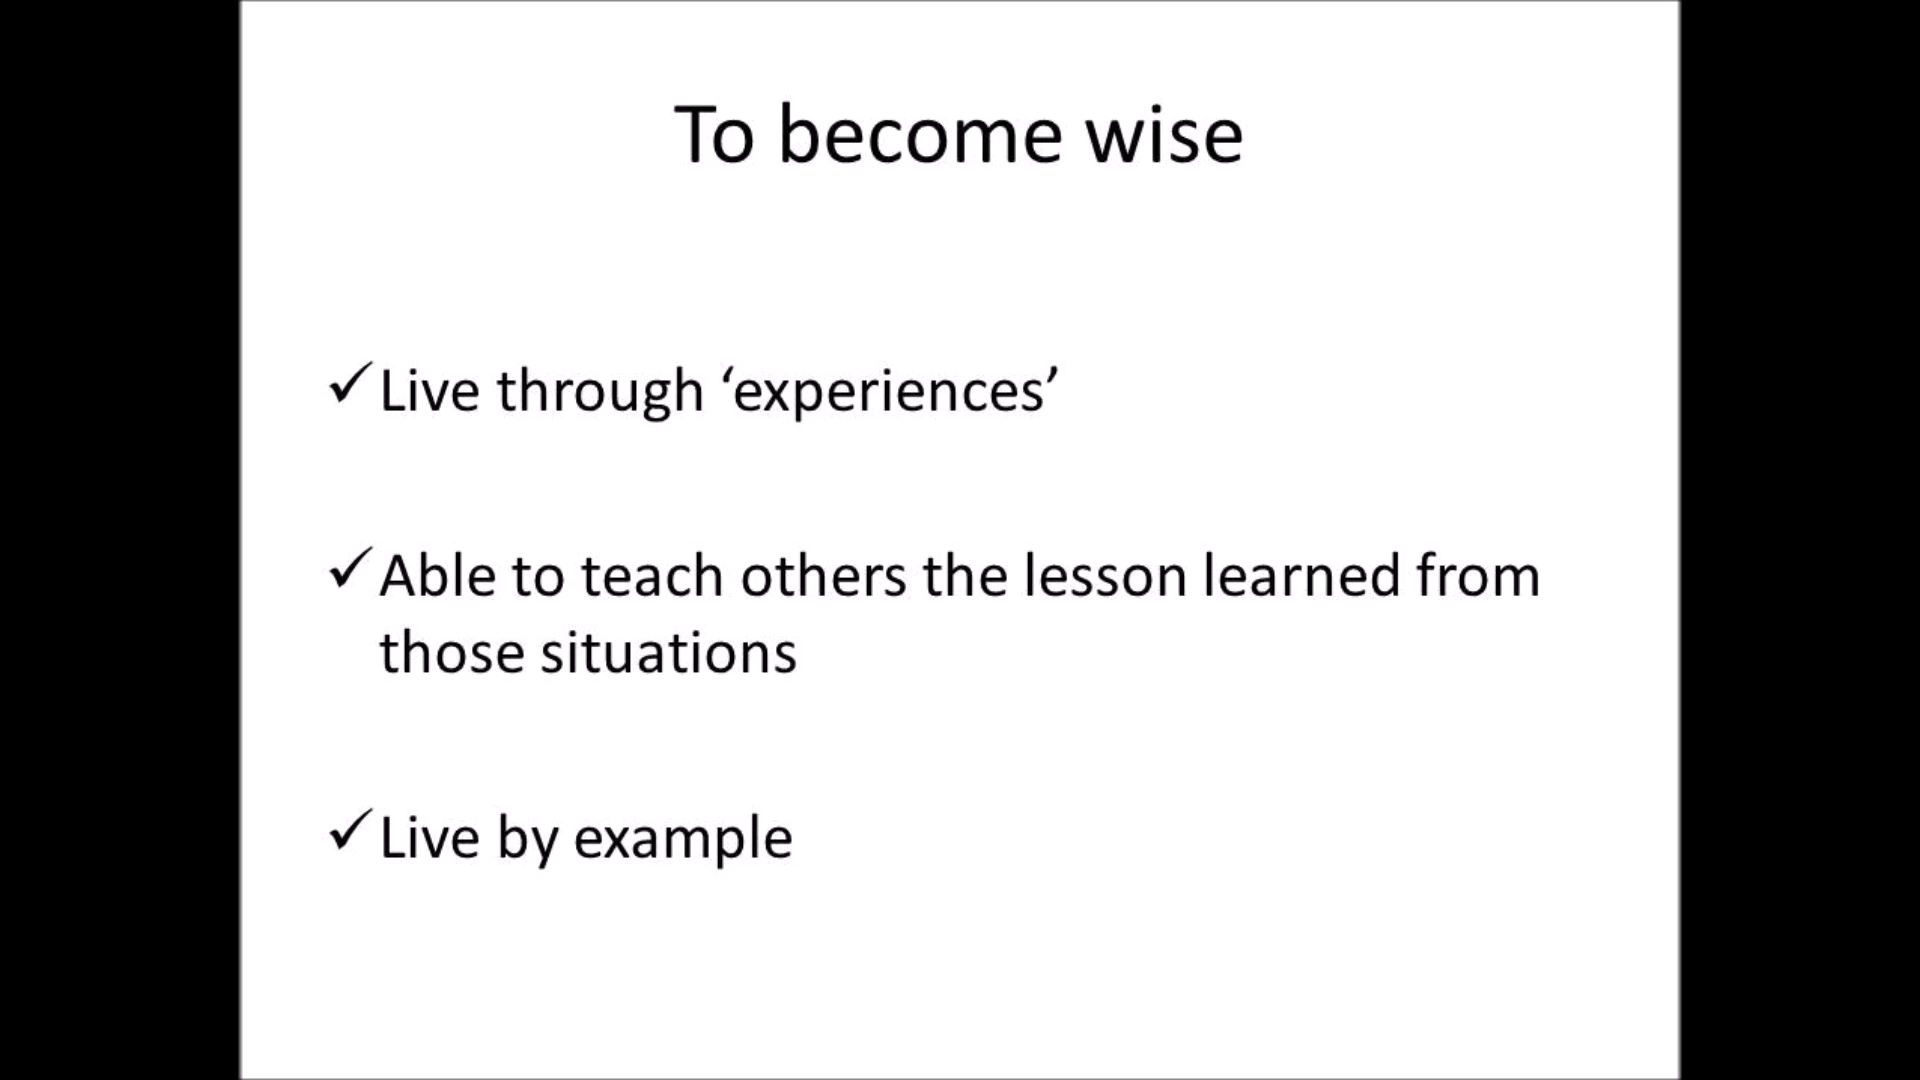 To become wise
✓Live through ‘experiences’
✓Able to teach others the lesson learned from
those situations
✓Live by example